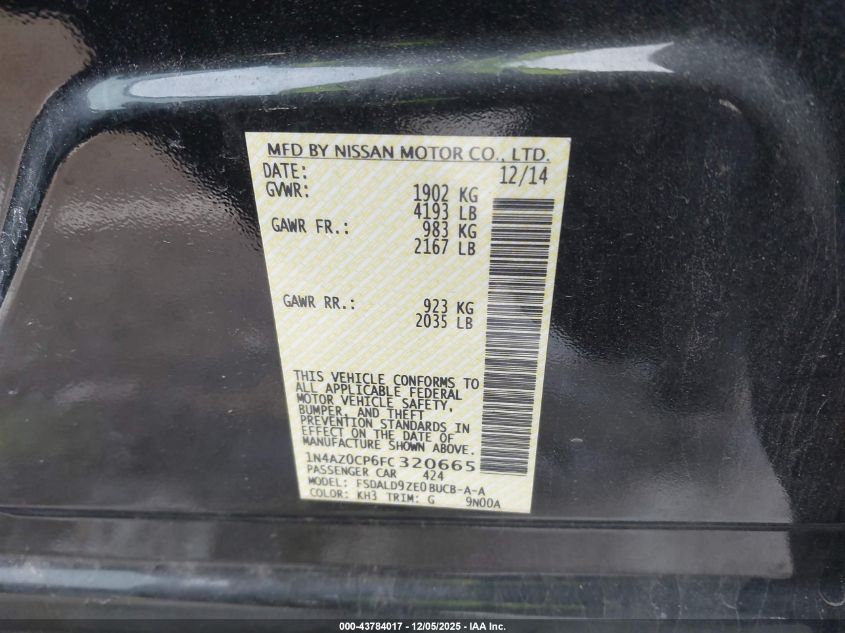 MFD BY NISSAN MOTOR CO., LTD.
DATE: 12/14
GVWR: 1902 KG
4193 LB
GAWR FR.: 983 KG
2167 LB
GAWR RR.: 923 KG
2035 LB
THIS VEHICLE CONFORMS TO
ALL APPLICABLE FEDERAL
MOTOR VEHICLE SAFETY,
BUMPER, AND THEFT
PREVENTION STANDARDS IN
EFFECT ON THE DATE OF
MANUFACTURE SHOWN ABOVE.
1N4AZ0CP6FC 320665
PASSENGER CAR 424
MODEL: FSDALD9ZE0BUCB-A-A
COLOR: KH3 TRIM: G 9N00A
000-43784017 - 12/05/2025 - IAA Inc.